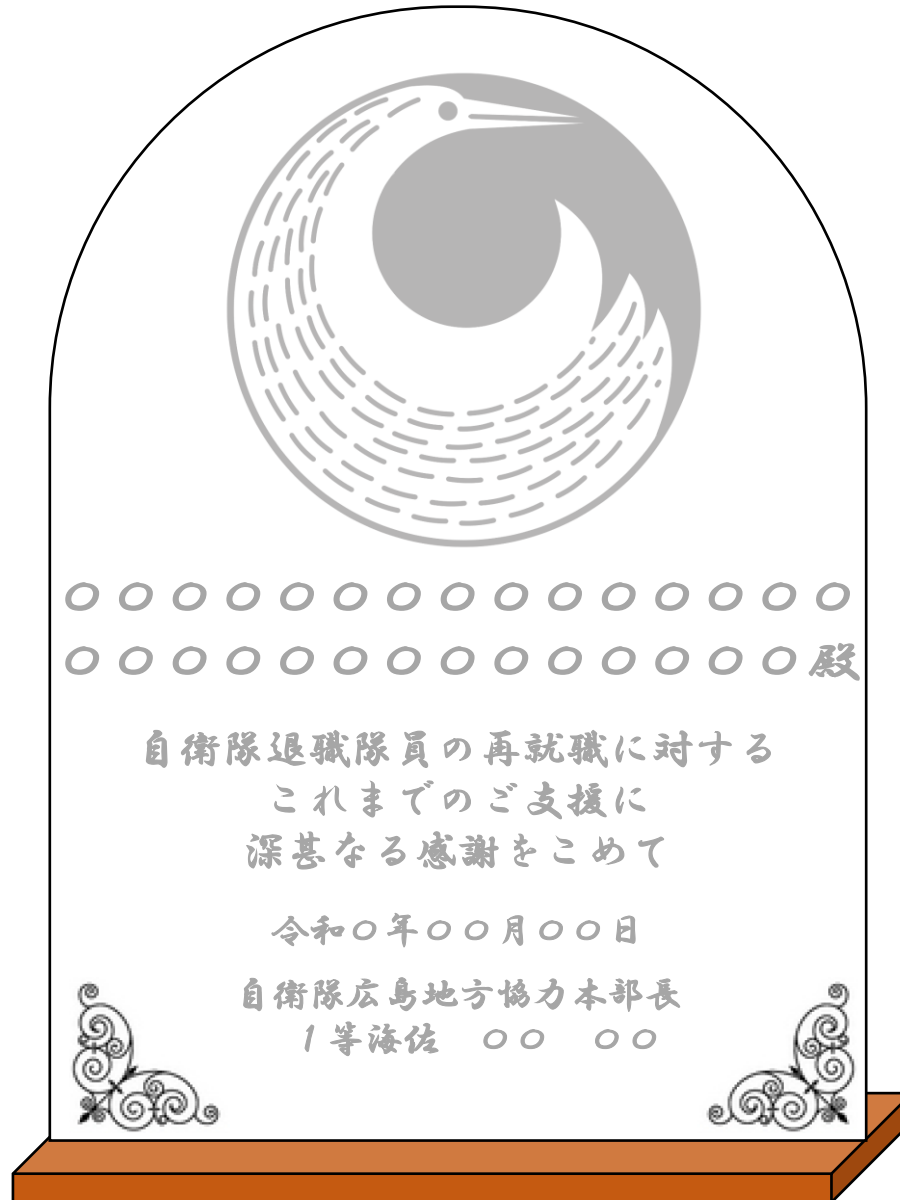 〇〇〇〇〇〇〇〇〇〇〇〇〇〇〇
〇〇〇〇〇〇〇〇〇〇〇〇〇〇殿
自衛隊退職隊員の再就職に対する
これまでのご支援に
深甚なる感謝をこめて
令和〇年〇〇月〇〇日
自衛隊広島地方協力本部長
1等海佐　〇〇　〇〇